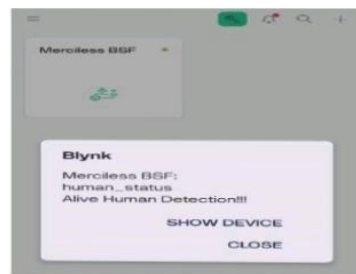 Merciless BSF
Blynk
Merciless BSF:
human_status
Alive Human Detection!!!
SHOW DEVICE
CLOSE